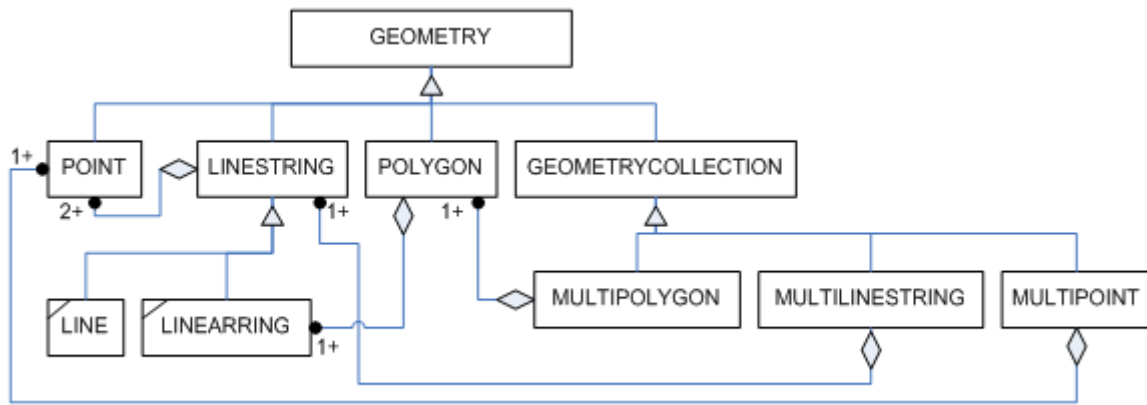 GEOMETRY
1+
POINT
LINESTRING
POLYGON
GEOMETRYCOLLECTION
2+
1+
1+
LINE
LINEARRING
1+
MULTIPOLYGON
MULTILINESTRING
MULTIPOINT